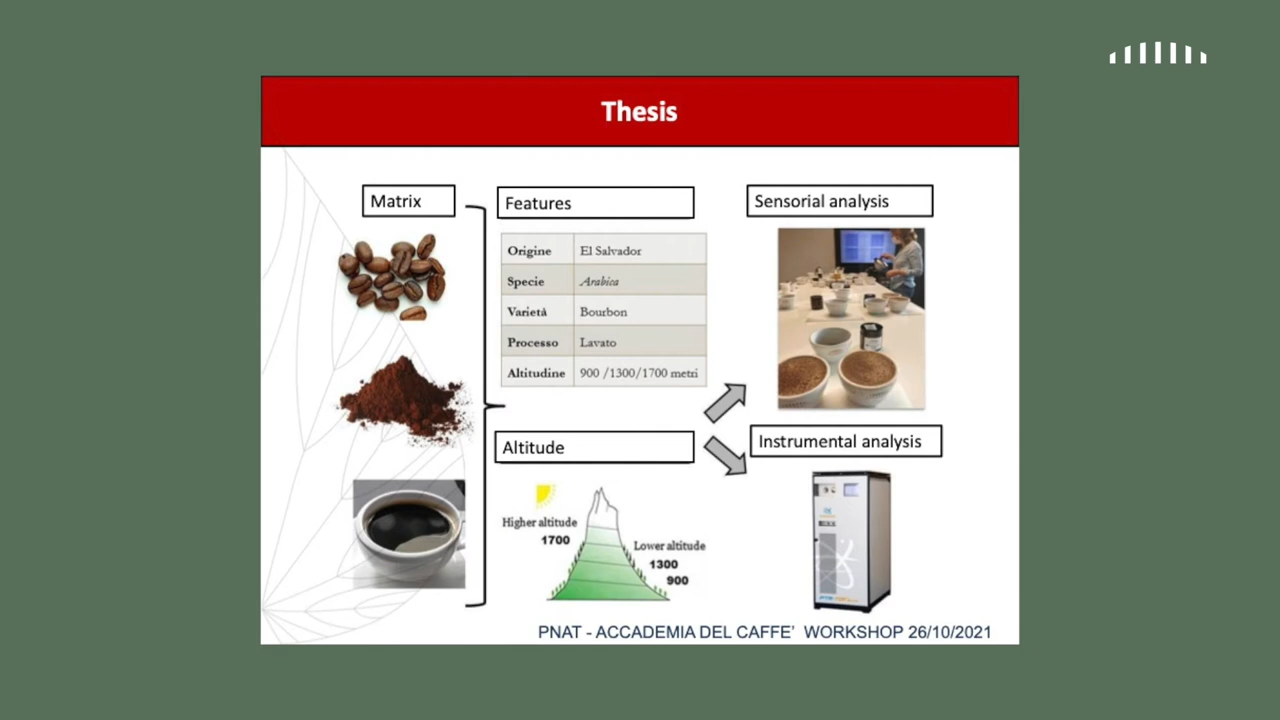 Thesis
Matrix
Features
Origine El Salvador
Specie Arabica
Varietà Bourbon
Processo Lavato
Altitudine 900 /1300/1700 metri
Altitude
Higher altitude
1700
Lower altitude
1300
900
Sensorial analysis
Instrumental analysis
PNAT - ACCADEMIA DEL CAFFE’ WORKSHOP 26/10/2021